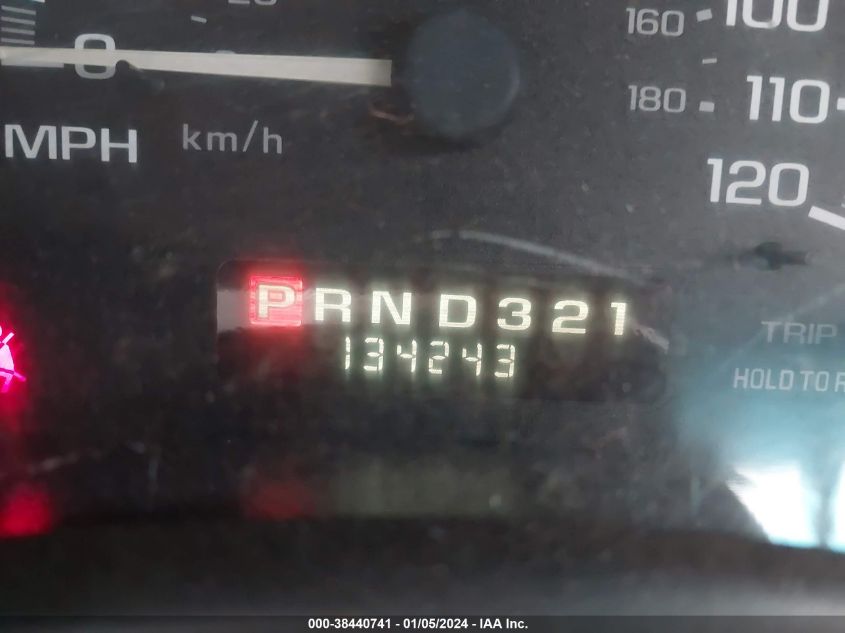 20
160 100
0
180 110
MPH km/h
120
PRND321
134243
TRIP
HOLD TO R
000-38440741 / 01/05/2024 - IAA Inc.